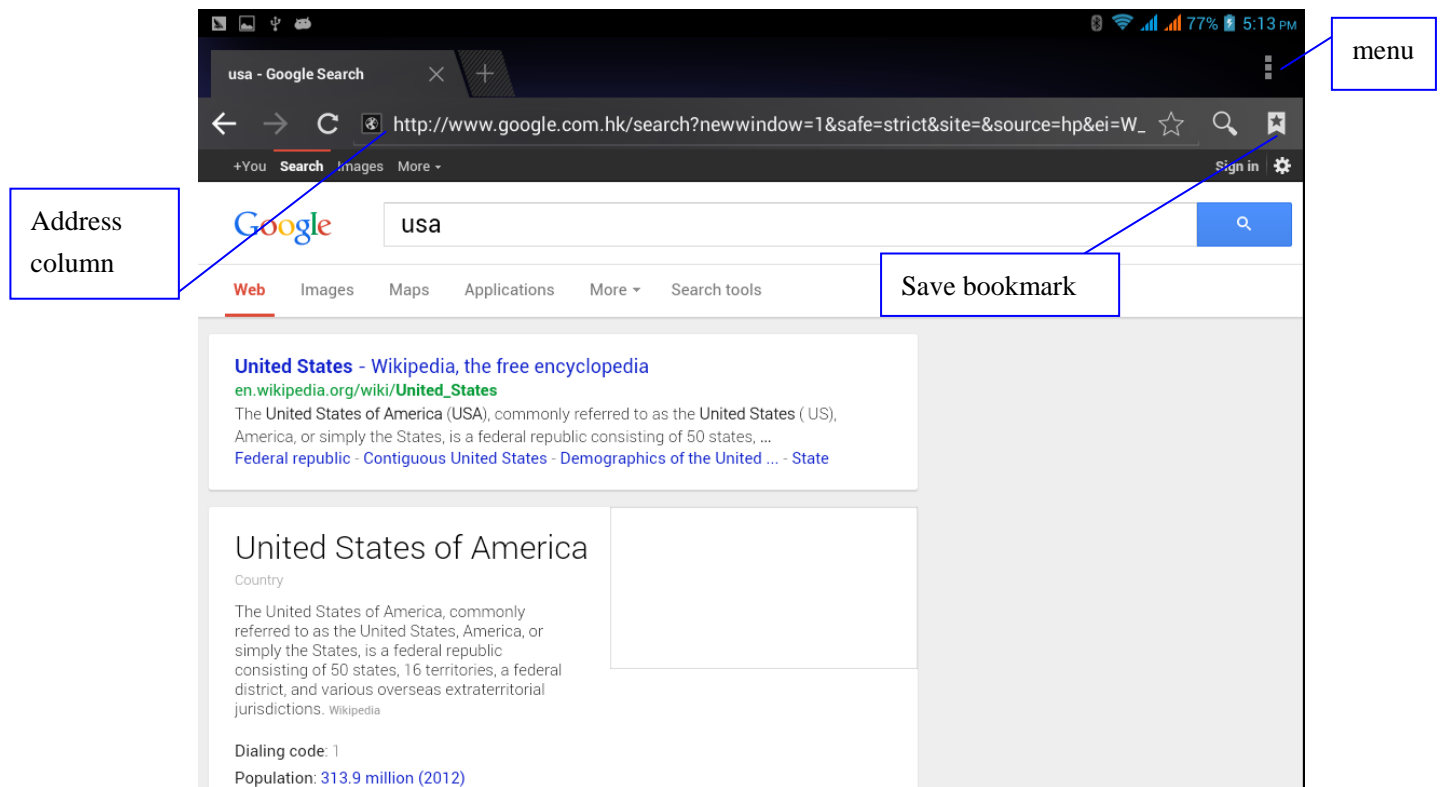 77% 5:13 PM
menu
usa - Google Search
http://www.google.com.hk/search?newwindow=1&safe=strict&site=&source=hp&ei=W_
+You Search Images More
Sign in
Address
column
Google
usa
Save bookmark
Web Images Maps Applications More Search tools
United States - Wikipedia, the free encyclopedia
en.wikipedia.org/wiki/United_States
The United States of America (USA), commonly referred to as the United States ( US),
America, or simply the States, is a federal republic consisting of 50 states, ...
Federal republic - Contiguous United States - Demographics of the United ... - State
United States of America
Country
The United States of America, commonly
referred to as the United States, America, or
simply the States, is a federal republic
consisting of 50 states, 16 territories, a federal
district, and various overseas extraterritorial
jurisdictions. Wikipedia
Dialing code: 1
Population: 313.9 million (2012)